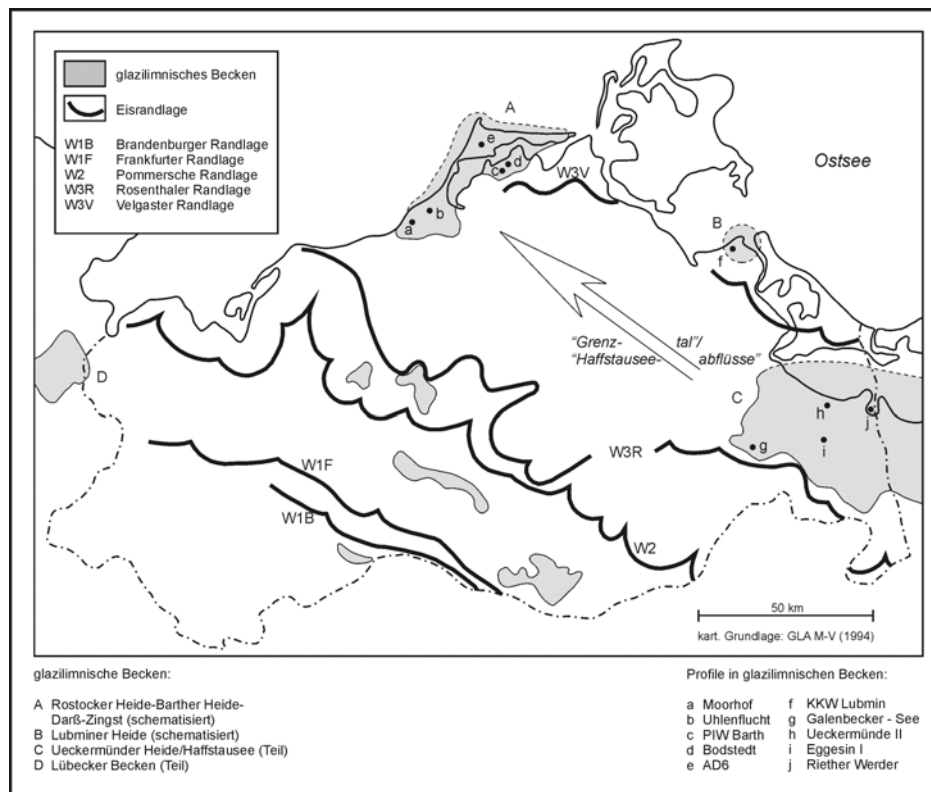 glazilimnisches Becken
Eisrandlage
W1B Brandenburger Randlage
W1F Frankfurter Randlage
W2 Pommersche Randlage
W3R Rosenthaler Randlage
W3V Velgaster Randlage
A
e
d
c
W3V
Ostsee
b
a
B
f
"Grenz- tal"/
"Haffstausee- abflüsse"
D
C
h
j
g
i
W3R
W1F
W1B
W2
50 km
kart. Grundlage: GLA M-V (1994)
glazilimnische Becken:
A Rostocker Heide-Barther Heide-
Darß-Zingst (schematisiert)
B Lubminer Heide (schematisiert)
C Ueckermünder Heide/Haffstausee (Teil)
D Lübecker Becken (Teil)
Profile in glazilimnischen Becken:
a Moorhof f KKW Lubmin
b Uhlenflucht g Galenbecker - See
c PIW Barth h Ueckermünde II
d Bodstedt i Eggesin I
e AD6 j Riether Werder